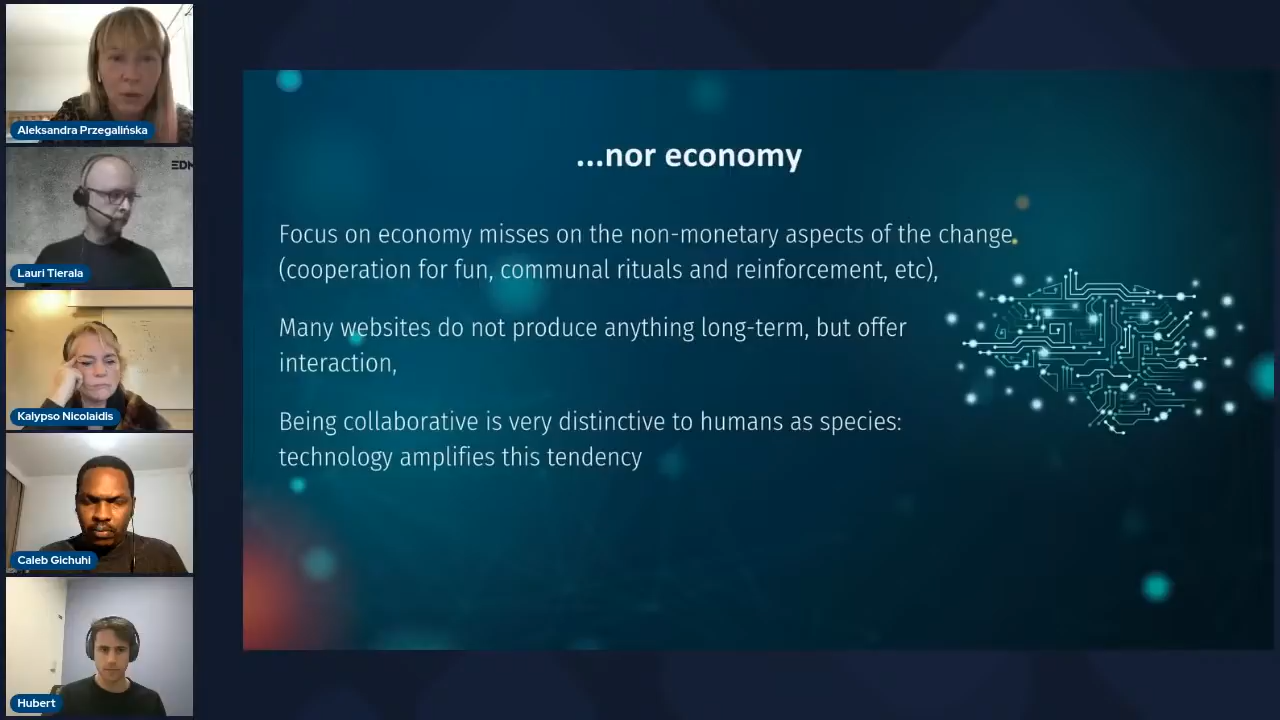 Aleksandra Przegalińska
EDM
Lauri Tierala
Kalypso Nicolaidis
Caleb Gichuhi
Hubert
...nor economy
Focus on economy misses on the non-monetary aspects of the change
(cooperation for fun, communal rituals and reinforcement, etc),
Many websites do not produce anything long-term, but offer
interaction,
Being collaborative is very distinctive to humans as species:
technology amplifies this tendency